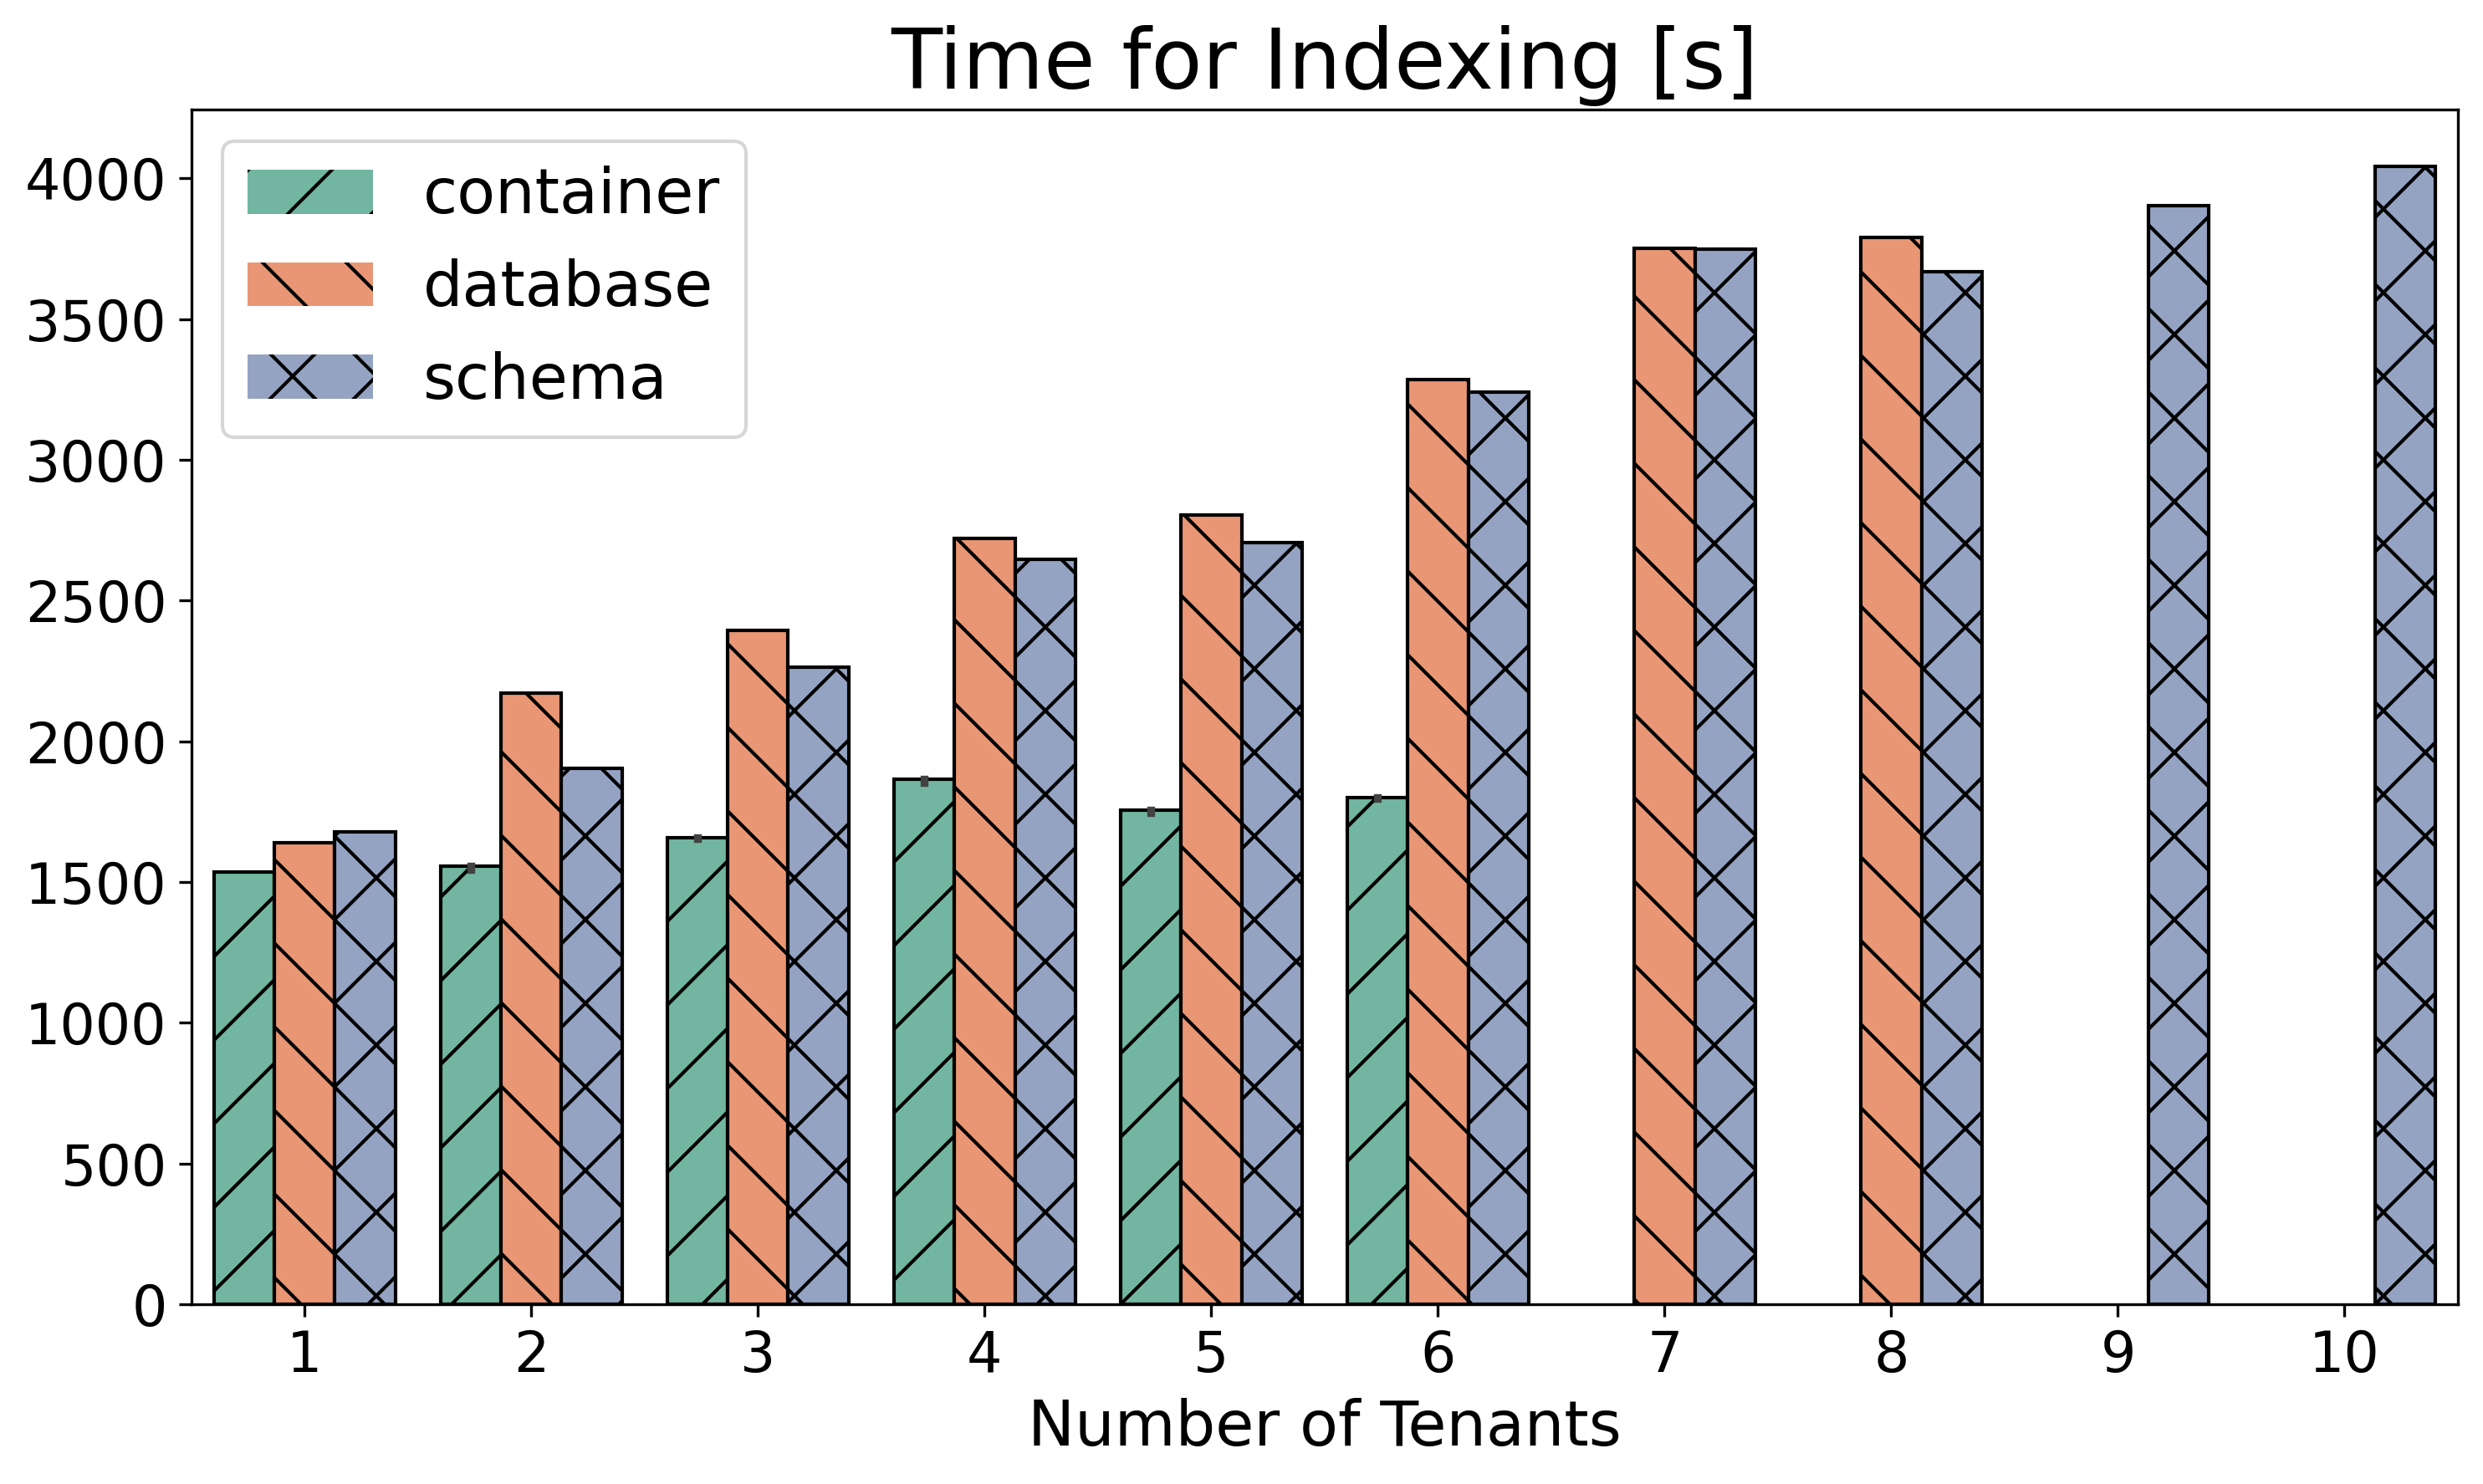 Time for Indexing [s]
container
database
schema
4000
3500
3000
2500
2000
1500
1000
500
0
1 2 3 4 5 6 7 8 9 10
Number of Tenants